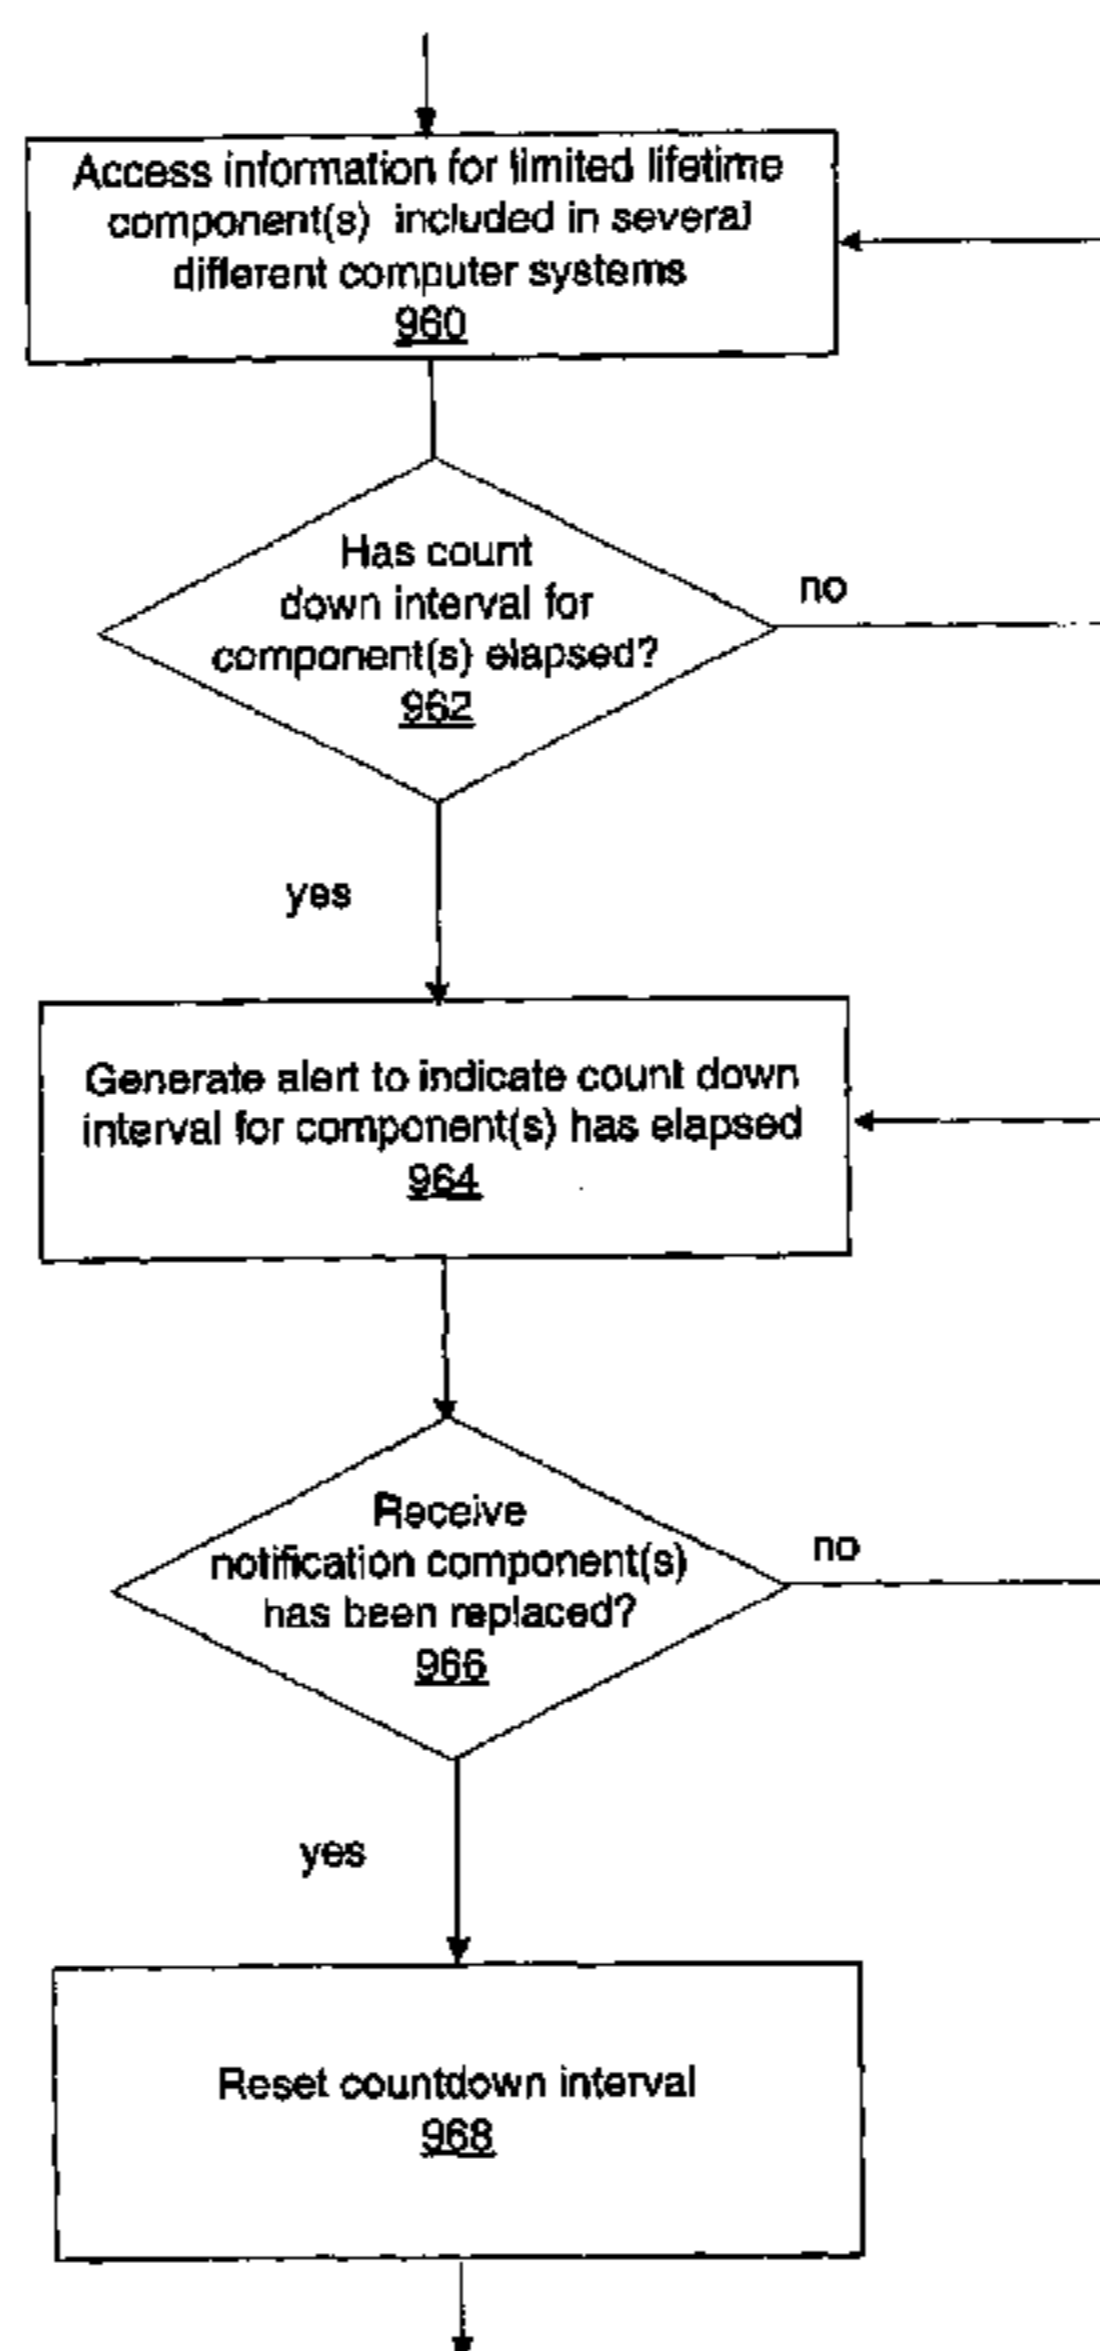 Access information for limited lifetime
component(s) included in several
different computer systems
960
Has count
down interval for
component(s) elapsed?
962
no
yes
Generate alert to indicate count down
interval for component(s) has elapsed
964
Receive
notification component(s)
has been replaced?
966
no
yes
Reset countdown interval
968